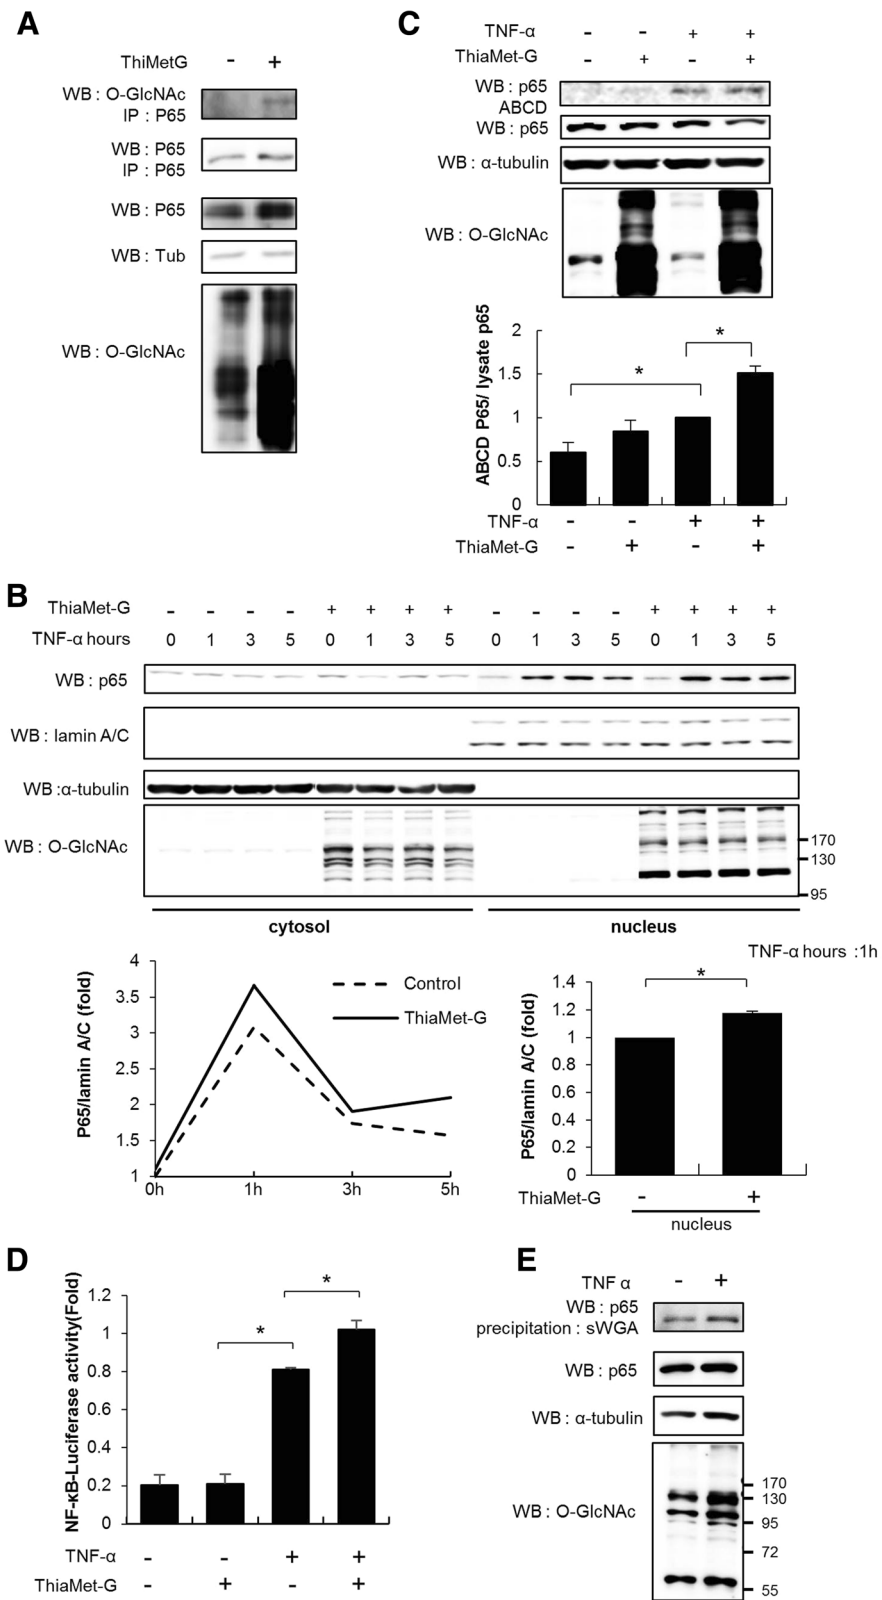 A
ThiMetG - +
WB : O-GlcNAc
IP : P65
WB : P65
IP : P65
WB : P65
WB : Tub
WB : O-GlcNAc
C
TNF-α - - + +
ThiaMet-G - + - +
WB : p65
ABCD
WB : p65
WB : α-tubulin
WB : O-GlcNAc
ABCD P65/ lysate p65
2
1.5
1
0.5
0
* *
TNF-α - - + +
ThiaMet-G - + - +
B
ThiaMet-G - - - - + + + + - - - - + + + +
TNF-α hours 0 1 3 5 0 1 3 5 0 1 3 5 0 1 3 5
WB : p65
WB : lamin A/C
WB :α-tubulin
WB : O-GlcNAc
170
130
95
cytosol nucleus
P65/lamin A/C (fold)
4
3.5
3
2.5
2
1.5
1
0h 1h 3h 5h
Control
ThiaMet-G
TNF-α hours :1h
P65/lamin A/C (fold)
1.4
1.2
1
0.8
0.6
0.4
0.2
0
*
ThiaMet-G - +
nucleus
D
NF-κB-Luciferase activity(Fold)
1.2
1
0.8
0.6
0.4
0.2
0
* *
TNF-α - - + +
ThiaMet-G - + - +
E
TNF α - +
WB : p65
precipitation : sWGA
WB : p65
WB : α-tubulin
WB : O-GlcNAc
170
130
95
72
55